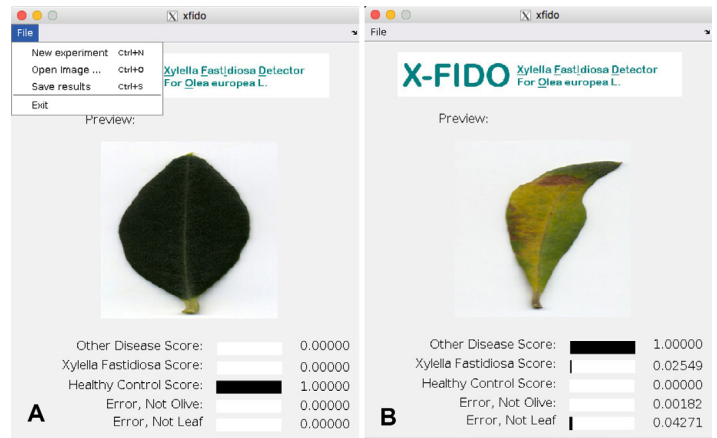 xfido
File
New experiment Ctrl+N
Open Image ... Ctrl+O
Save results Ctrl+S
Exit
Xylella Fastidiosa Detector
For Olea europea L.
Preview:
Other Disease Score: 0.00000
Xylella Fastidiosa Score: 0.00000
Healthy Control Score: 1.00000
Error, Not Olive: 0.00000
Error, Not Leaf 0.00000
A
xfido
File
X-FIDO Xylella Fastidiosa Detector
For Olea europea L.
Preview:
Other Disease Score: 1.00000
Xylella Fastidiosa Score: 0.02549
Healthy Control Score: 0.00000
Error, Not Olive: 0.00182
Error, Not Leaf 0.04271
B